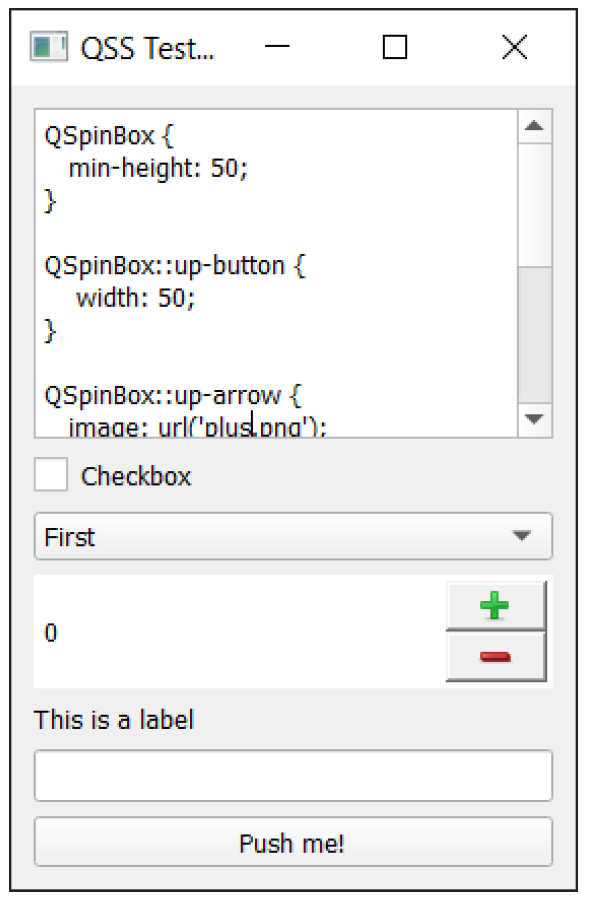 QSS Test...
QSpinBox {
min-height: 50;
}
QSpinBox::up-button {
width: 50;
}
QSpinBox::up-arrow {
image: url('plus.png');
Checkbox
First
0
This is a label
Push me!